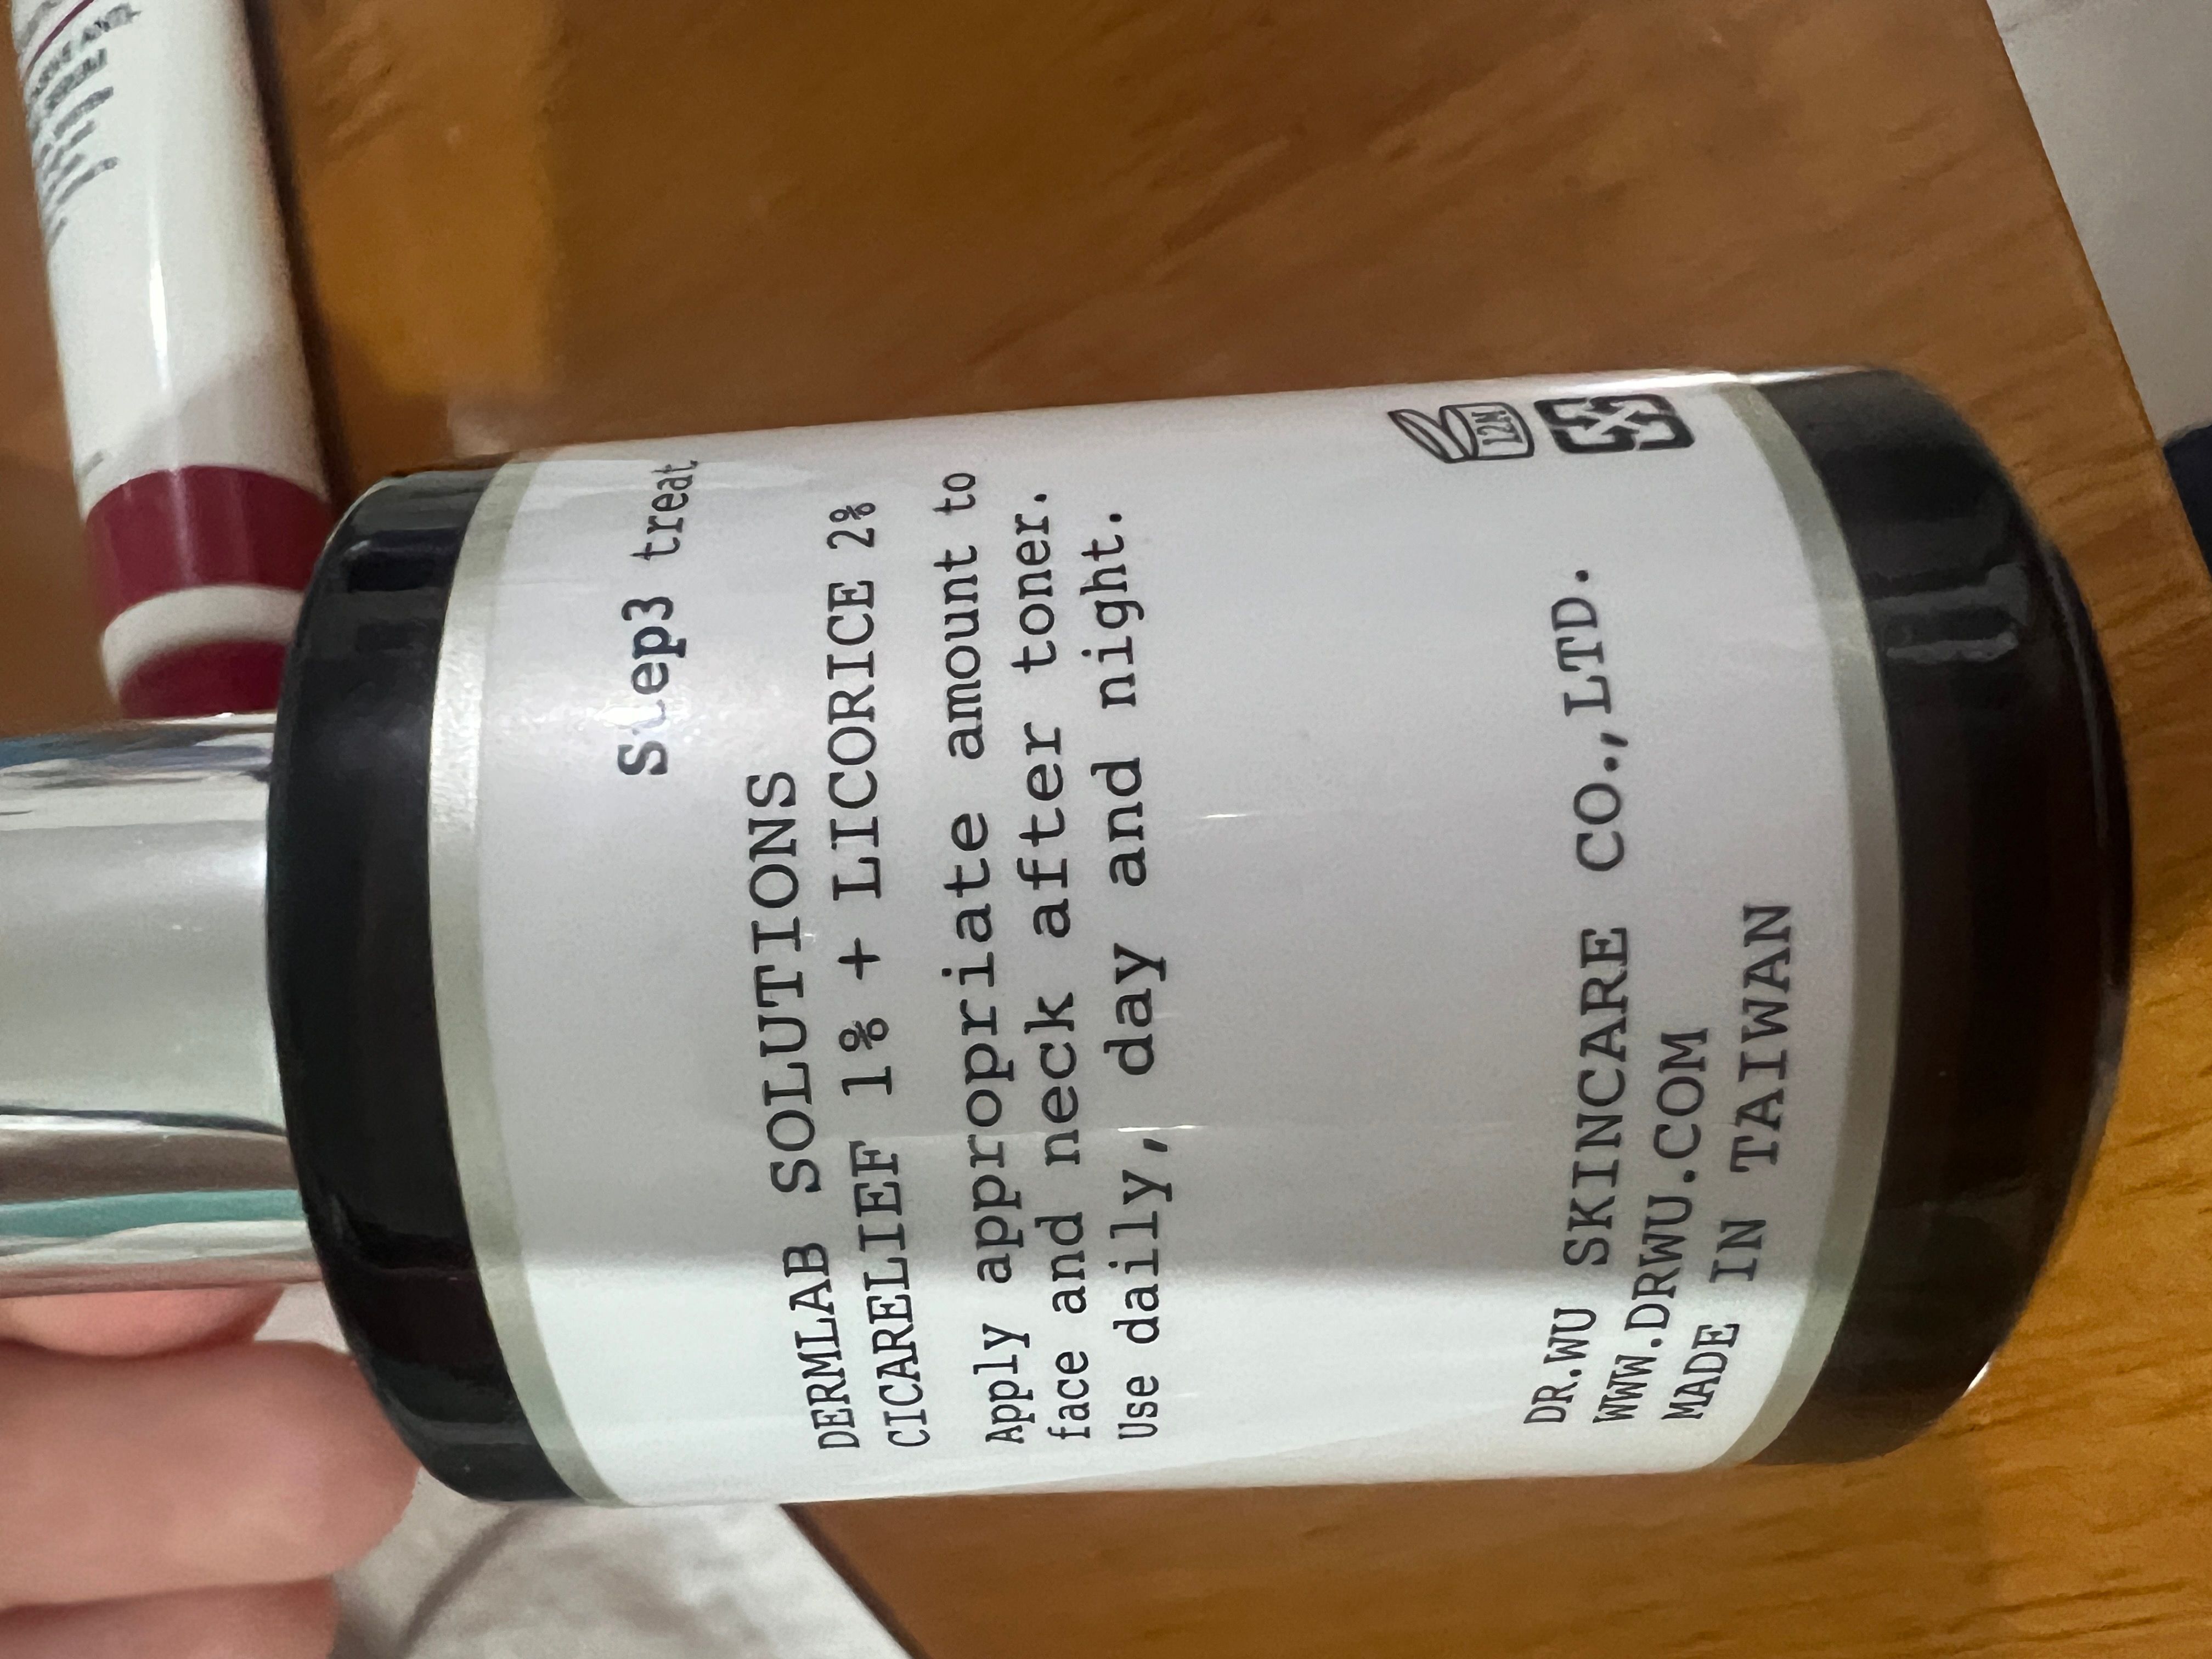 Step3 treat
DERMLAB SOLUTIONS
CICARELIEF 1% + LICORICE 2%
Apply appropriate amount to
face and neck after toner.
Use daily, day and night.
12M
DR.WU SKINCARE CO.,LTD.
WWW.DRWU.COM
MADE IN TAIWAN